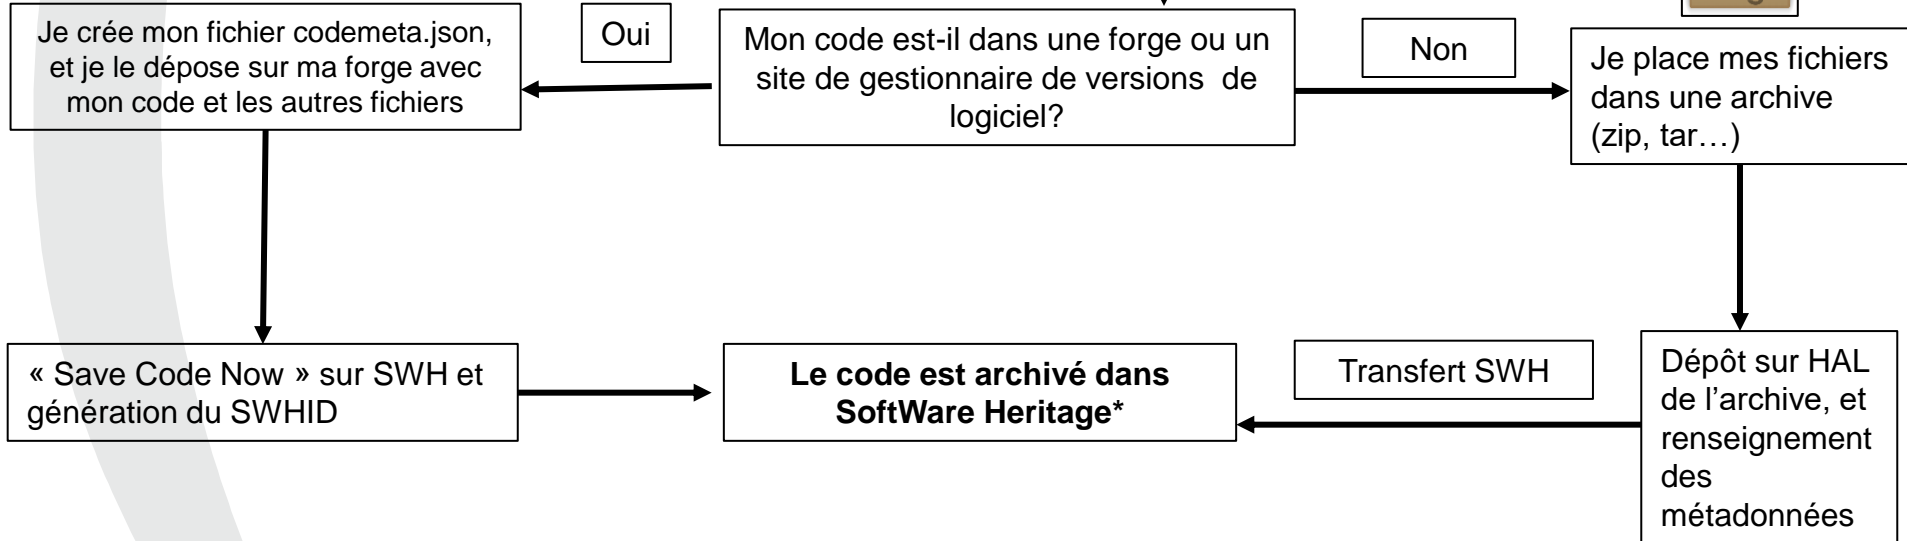 Je crée mon fichier codemeta.json,
et je le dépose sur ma forge avec
mon code et les autres fichiers
Oui
Mon code est-il dans une forge ou un
site de gestionnaire de versions de
logiciel?
Non
Je place mes fichiers
dans une archive
(zip, tar…)
« Save Code Now » sur SWH et
génération du SWHID
Le code est archivé dans
SoftWare Heritage*
Transfert SWH
Dépôt sur HAL
de l’archive, et
renseignement
des
métadonnées